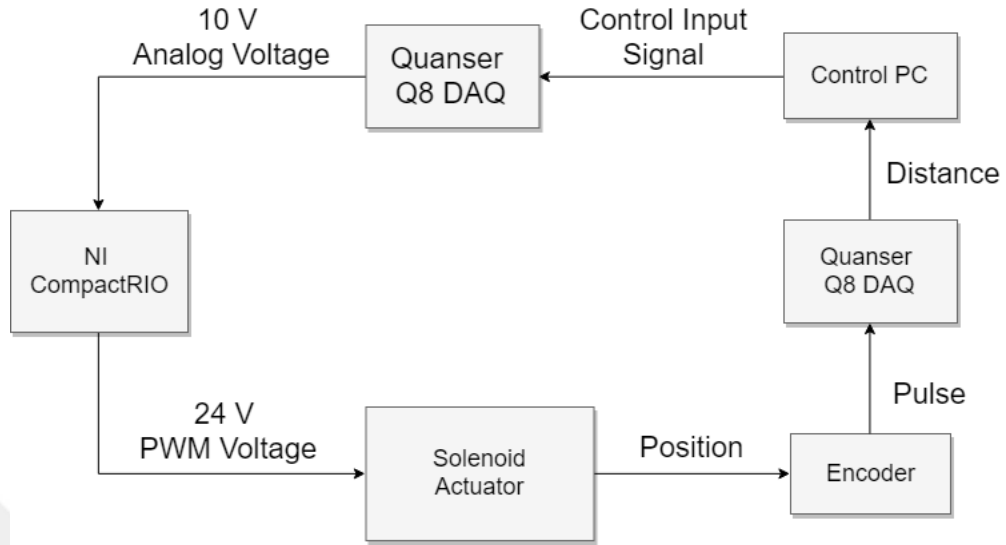 10 V
Analog Voltage
Quanser
Q8 DAQ
Control Input
Signal
Control PC
Distance
NI
CompactRIO
Quanser
Q8 DAQ
Pulse
24 V
PWM Voltage
Solenoid
Actuator
Position
Encoder